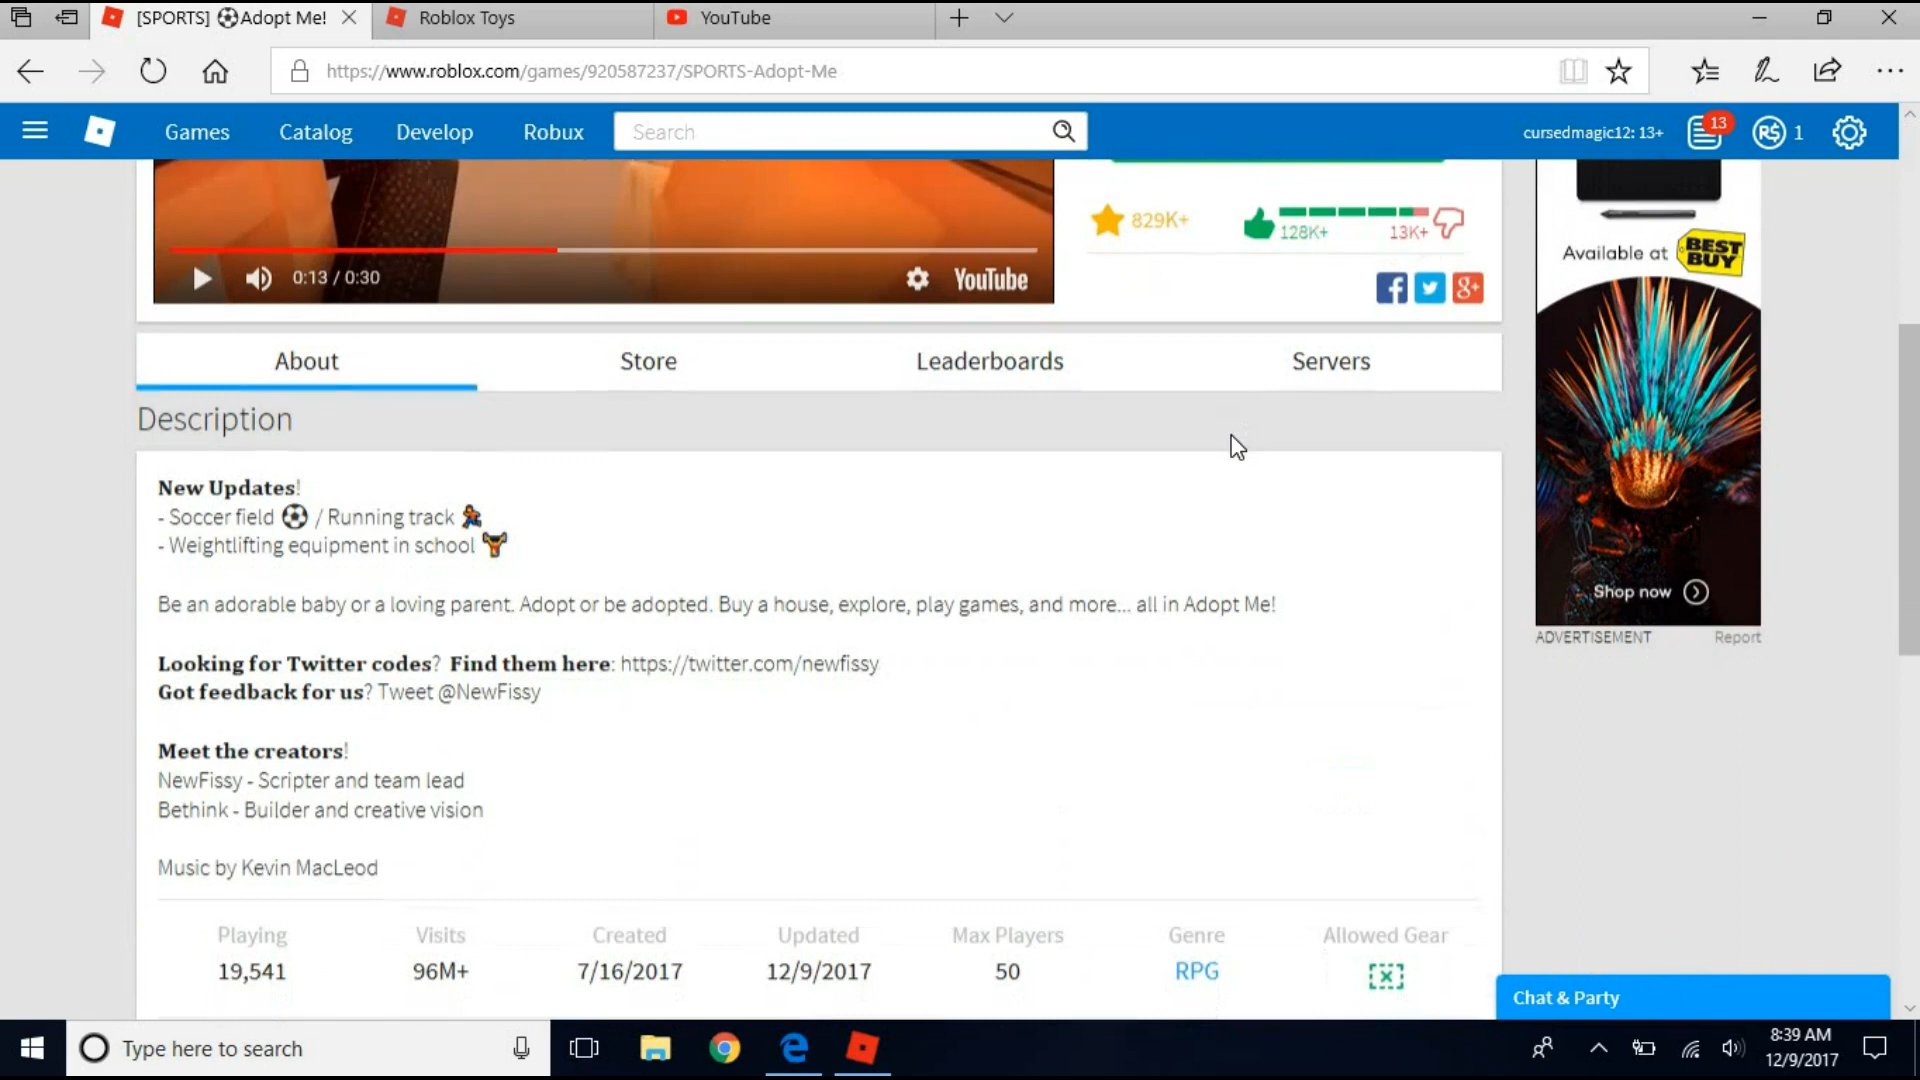 [SPORTS] ⚽Adopt Me!
Roblox Toys
YouTube
https://www.roblox.com/games/920587237/SPORTS-Adopt-Me
Games
Catalog
Develop
Robux
Search
cursedmagic12: 13+
13
R$ 1
829K+
128K+
13K+
0:13 / 0:30
YouTube
Available at BEST BUY
About
Store
Leaderboards
Servers
Description
New Updates!
- Soccer field ⚽ / Running track 🏃
- Weightlifting equipment in school 🏋
Be an adorable baby or a loving parent. Adopt or be adopted. Buy a house, explore, play games, and more... all in Adopt Me!
Shop now
ADVERTISEMENT
Report
Looking for Twitter codes? Find them here: https://twitter.com/newfissy
Got feedback for us? Tweet @NewFissy
Meet the creators!
NewFissy - Scripter and team lead
Bethink - Builder and creative vision
Music by Kevin MacLeod
Playing
Visits
Created
Updated
Max Players
Genre
Allowed Gear
19,541
96M+
7/16/2017
12/9/2017
50
RPG
Chat & Party
Type here to search
8:39 AM
12/9/2017